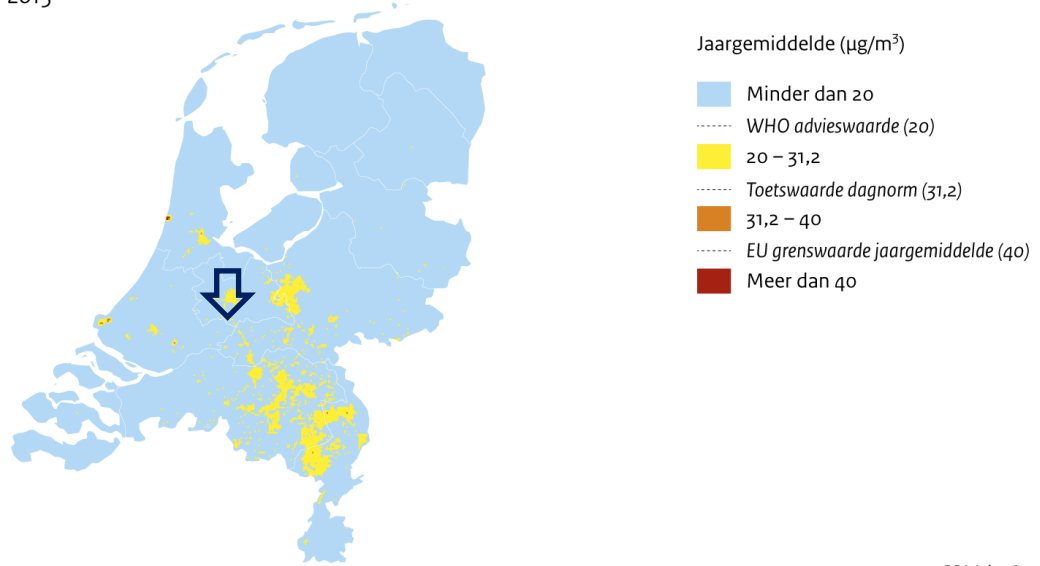 Jaargemiddelde (µg/m³)
Minder dan 20
WHO advieswaarde (20)
20 – 31,2
Toetswaarde dagnorm (31,2)
31,2 – 40
EU grenswaarde jaargemiddelde (40)
Meer dan 40